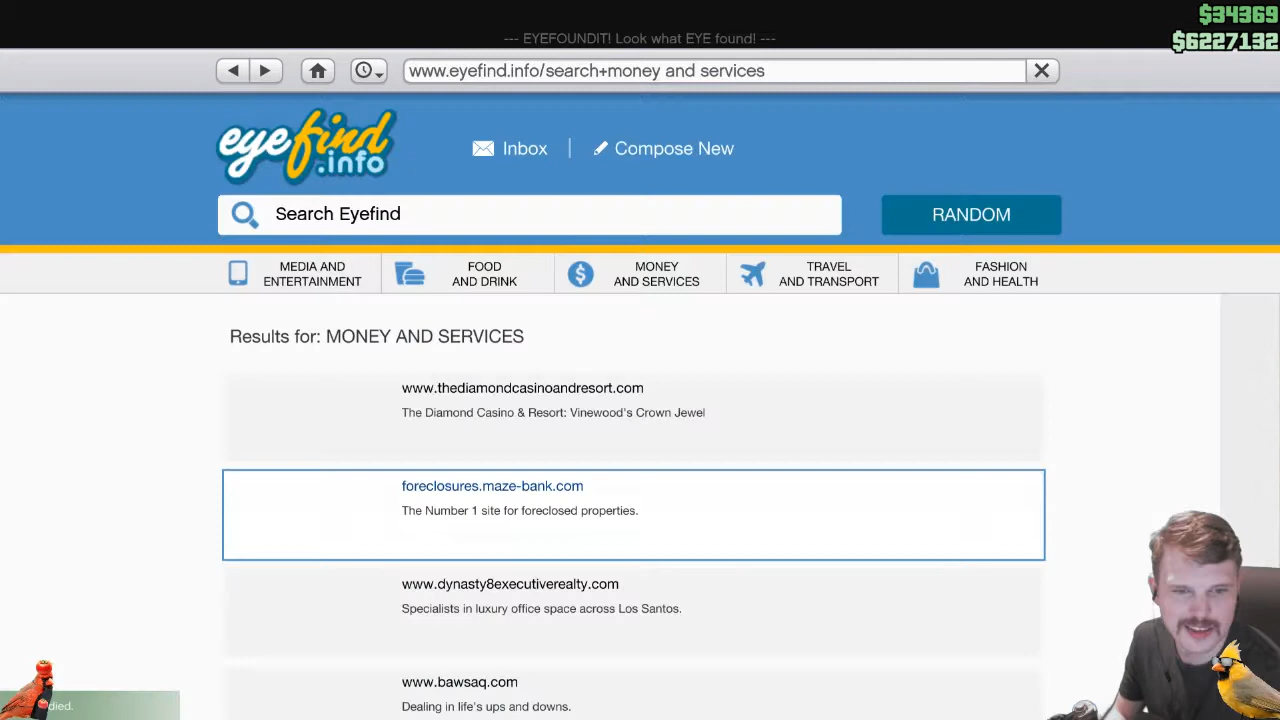 $34369
--- EYEFOUNDIT! Look what EYE found! ---
$6227132
www.eyefind.info/search+money and services
eyefind.info
Inbox
Compose New
Search Eyefind
RANDOM
MEDIA AND ENTERTAINMENT
FOOD AND DRINK
MONEY AND SERVICES
TRAVEL AND TRANSPORT
FASHION AND HEALTH
Results for: MONEY AND SERVICES
www.thediamondcasinoandresort.com
The Diamond Casino & Resort: Vinewood's Crown Jewel
foreclosures.maze-bank.com
The Number 1 site for foreclosed properties.
www.dynasty8executiverealty.com
Specialists in luxury office space across Los Santos.
www.bawsaq.com
Dealing in life's ups and downs.
died.